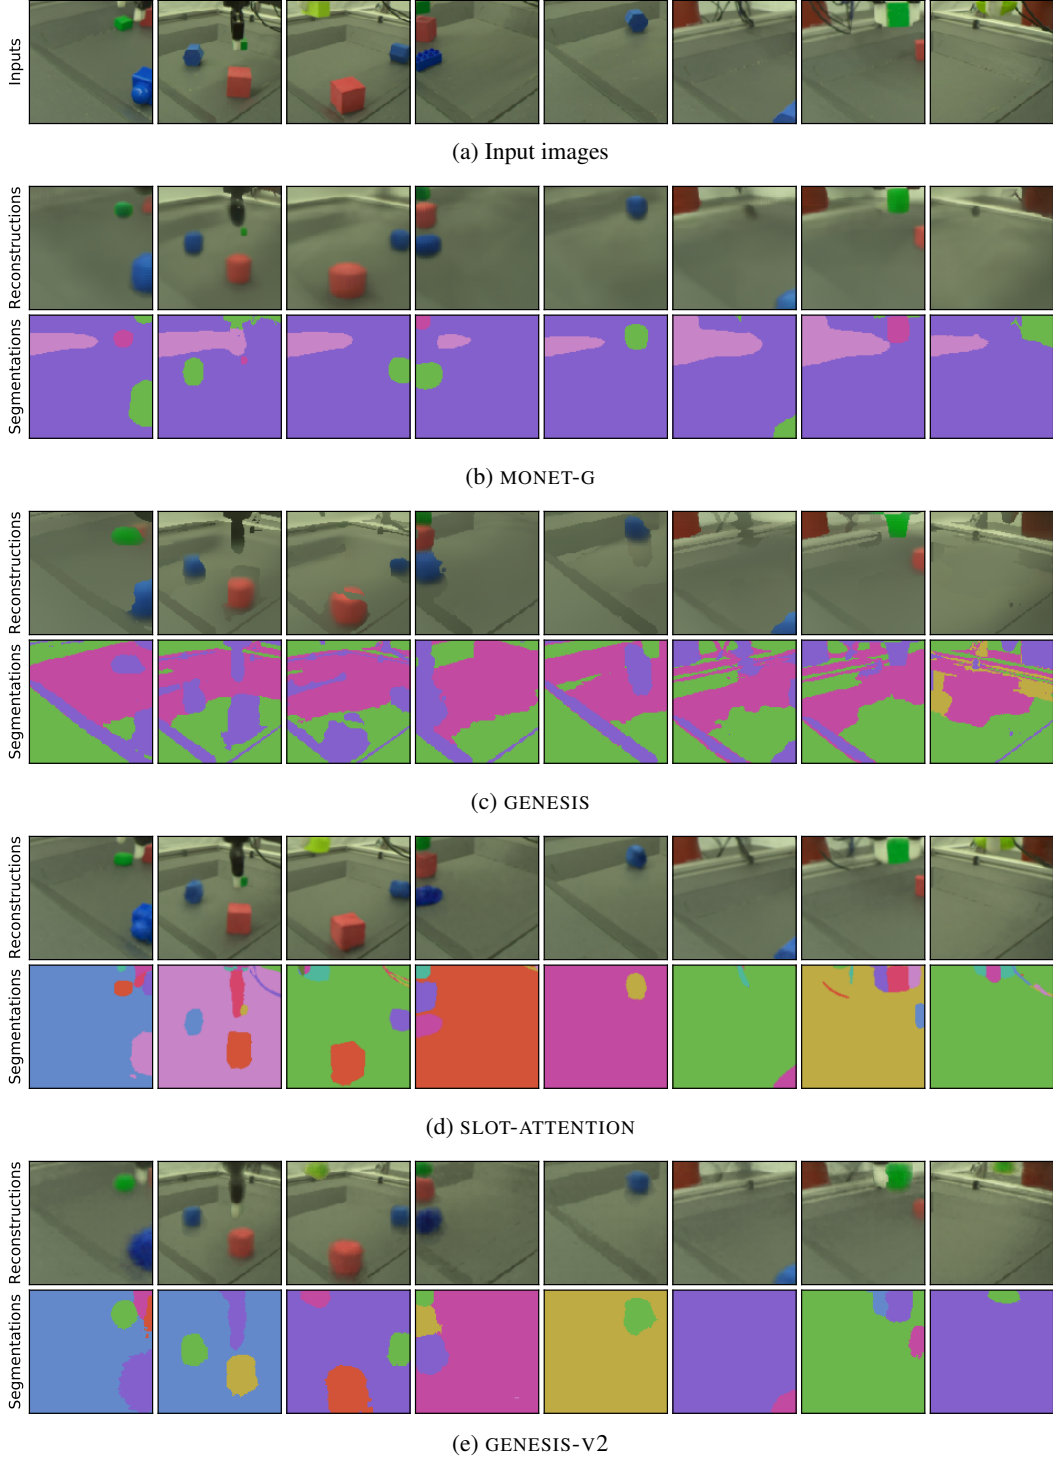 Inputs
(a) Input images
Reconstructions
Segmentations
(b) MONET-G
Reconstructions
Segmentations
(c) GENESIS
Reconstructions
Segmentations
(d) SLOT-ATTENTION
Reconstructions
Segmentations
(e) GENESIS-V2